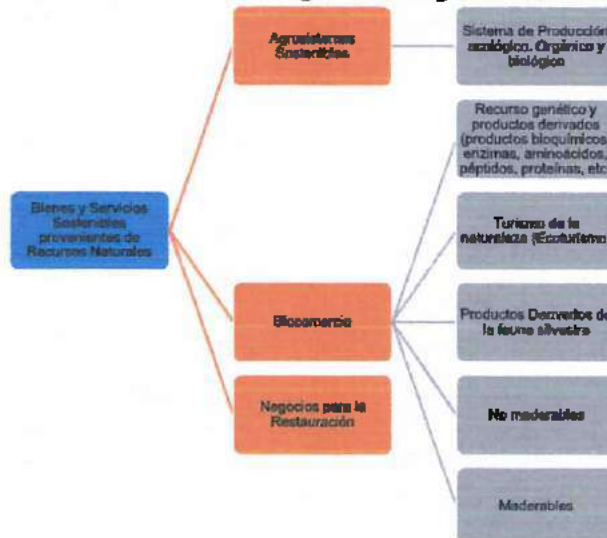 Agrosistemas
Sostenibles
Sistema de Producción
ecológico, Orgánico y
biológico
Recurso genético y
productos derivados
(productos bioquímicos,
enzimas, aminoácidos,
péptidos, proteínas, etc
Bienes y Servicios
Sostenibles
provenientes de
Recursos Naturales
Turismo de la
naturaleza (Ecoturismo
Biocomercio
Productos Derivados de
la fauna silvestre
Negocios para la
Restauración
No maderables
Maderables